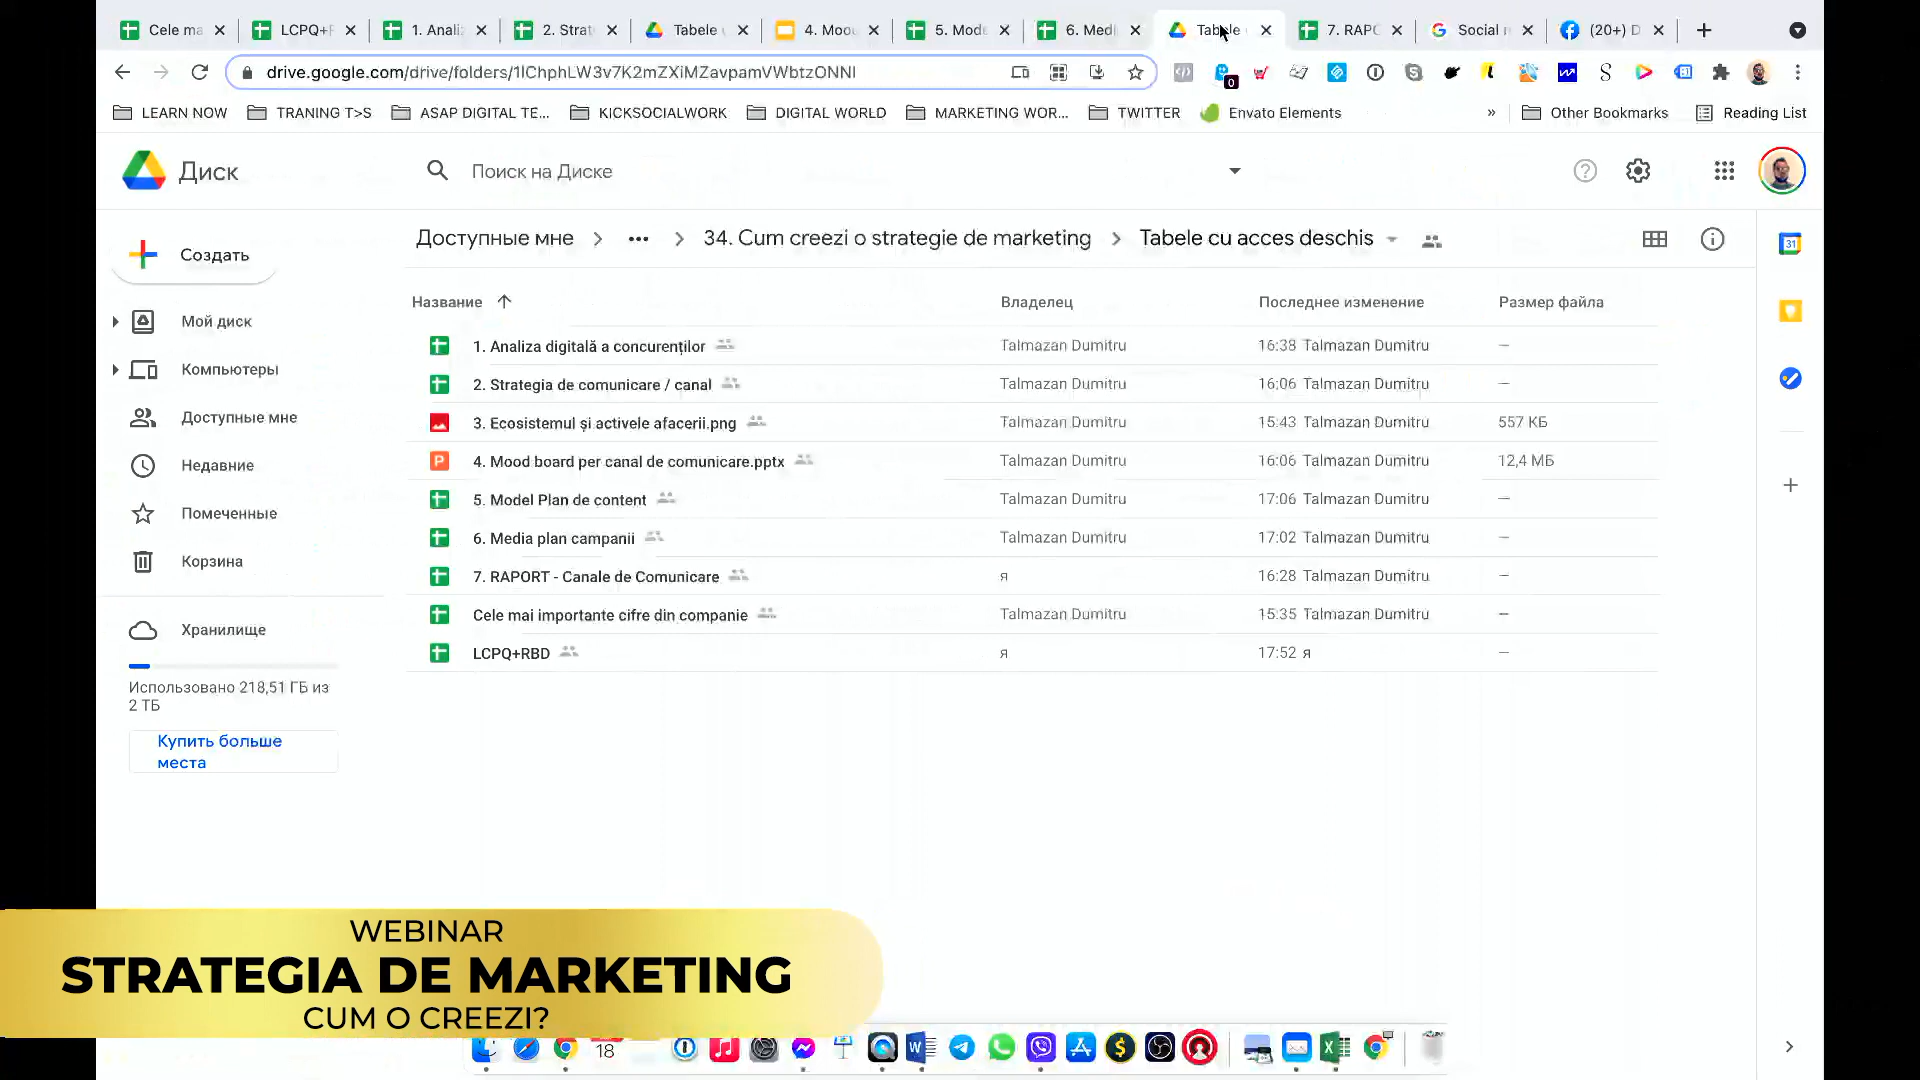 Cele ma
LCPQ+F
1. Analiz
2. Strat
Tabele
4. Moo
5. Mode
6. Medi
Tabele
7. RAPO
Social
(20+) D
drive.google.com/drive/folders/1lChphLW3v7K2mZXiMZavpamVWbtzONNI
0
LEARN NOW
TRANING T>S
ASAP DIGITAL TE...
KICKSOCIALWORK
DIGITAL WORLD
MARKETING WOR...
TWITTER
Envato Elements
»
Other Bookmarks
Reading List
Диск
Поиск на Диске
Создать
Доступные мне
34. Cum creezi o strategie de marketing
Tabele cu acces deschis
31
Название
Владелец
Последнее изменение
Размер файла
Мой диск
Компьютеры
Доступные мне
Недавние
Помеченные
Корзина
Хранилище
Использовано 218,51 ГБ из
2 ТБ
Купить больше
места
1. Analiza digitală a concurenților Talmazan Dumitru 16:38 Talmazan Dumitru —
2. Strategia de comunicare / canal Talmazan Dumitru 16:06 Talmazan Dumitru —
3. Ecosistemul și activele afacerii.png Talmazan Dumitru 15:43 Talmazan Dumitru 557 КБ
P 4. Mood board per canal de comunicare.pptx Talmazan Dumitru 16:06 Talmazan Dumitru 12,4 МБ
5. Model Plan de content Talmazan Dumitru 17:06 Talmazan Dumitru —
6. Media plan campanii Talmazan Dumitru 17:02 Talmazan Dumitru —
7. RAPORT - Canale de Comunicare я 16:28 Talmazan Dumitru —
Cele mai importante cifre din companie Talmazan Dumitru 15:35 Talmazan Dumitru —
LCPQ+RBD я 17:52 я —
WEBINAR
STRATEGIA DE MARKETING
CUM O CREEZI?
18